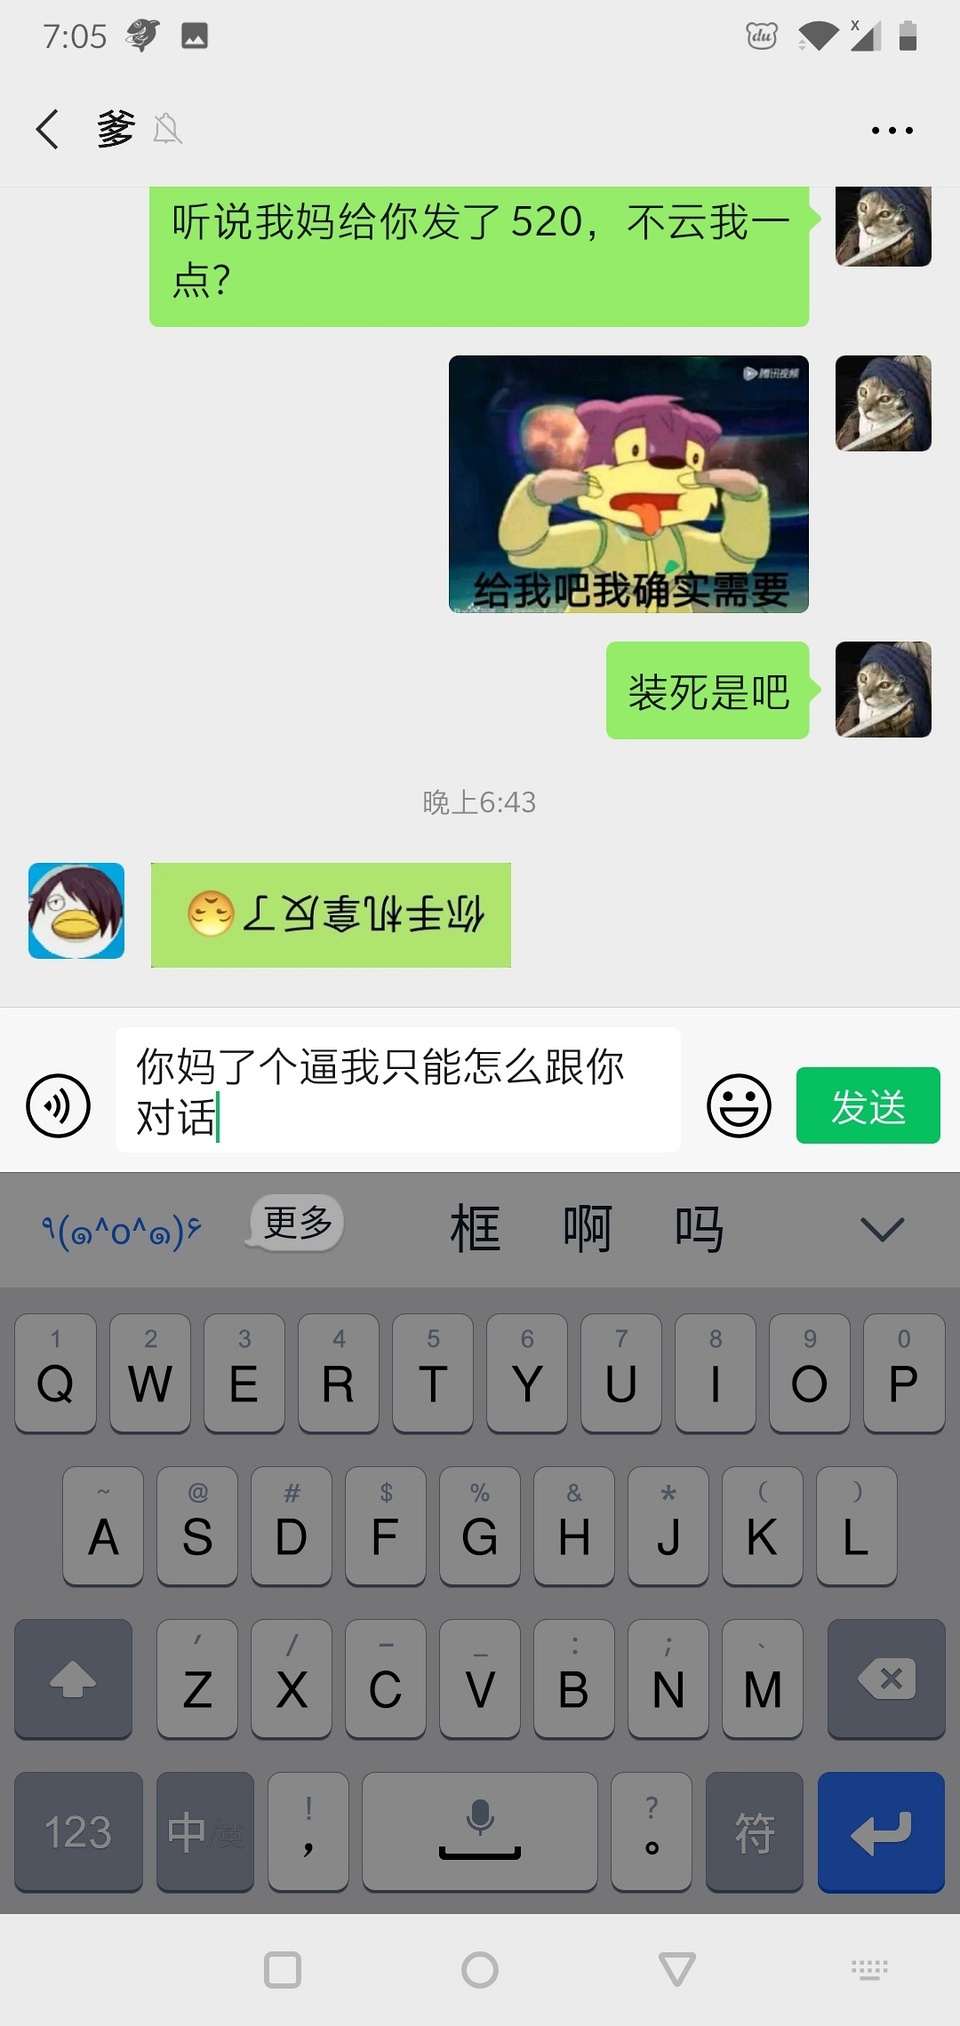 7:05
du
x
爹
听说我妈给你发了520，不云我一
点？
腾讯视频
给我吧我确实需要
装死是吧
晚上6:43
你手机拿反了
你妈了个逼我只能怎么跟你
对话
发送
٩(๑^o^๑)۶ 更多 框 啊 吗
1 2 3 4 5 6 7 8 9 0
Q W E R T Y U I O P
~ @ # $ % & * ( )
A S D F G H J K L
′ / – _ : ; 、
Z X C V B N M
! ?
123 中/英 ， 。 符